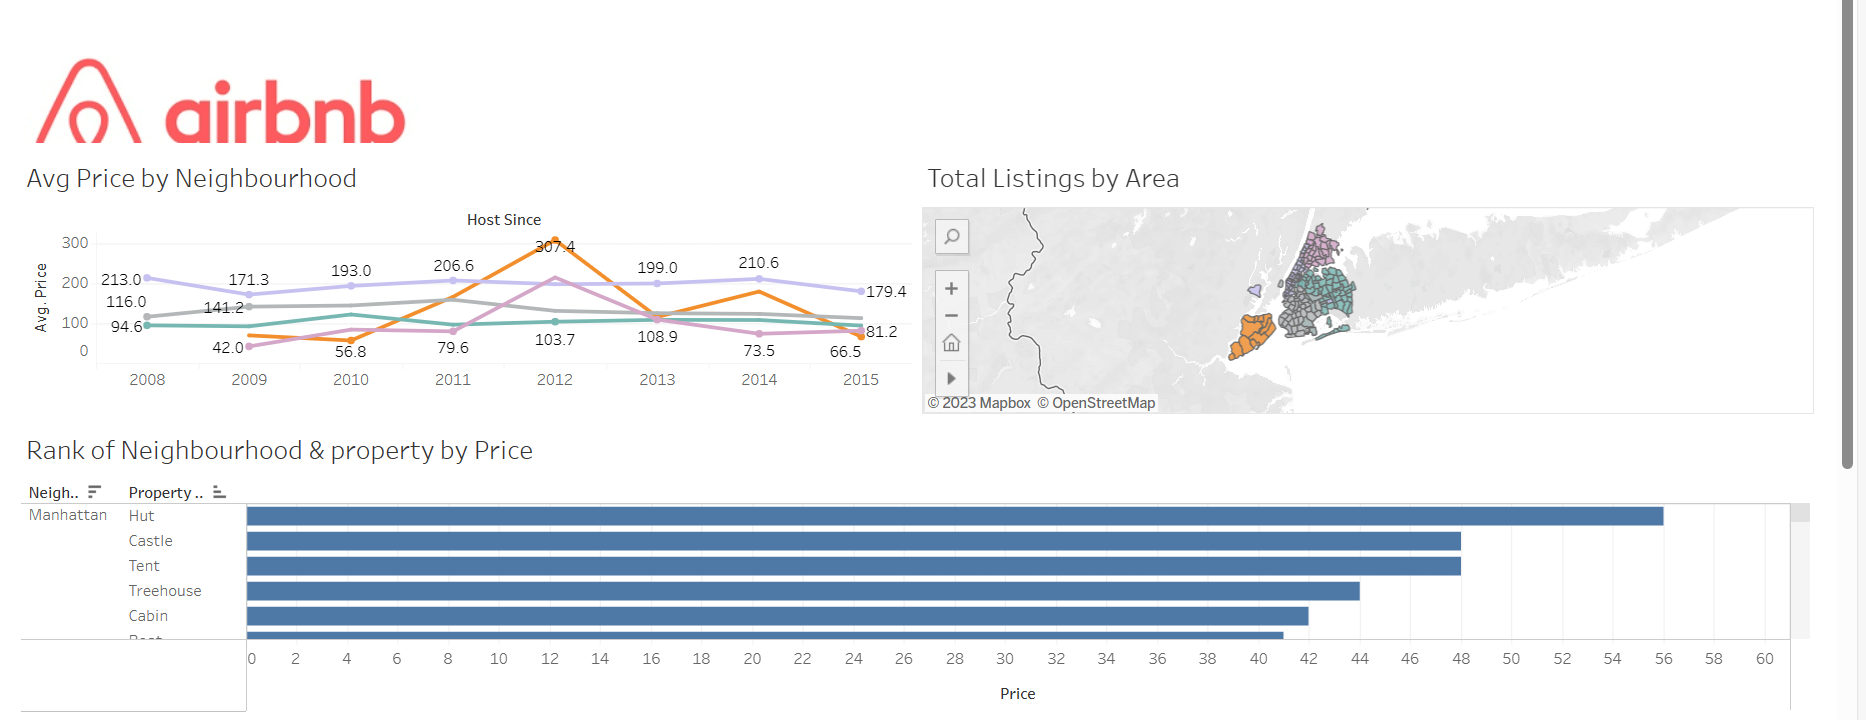 airbnb
Avg Price by Neighbourhood
Host Since
Avg. Price
300
200
100
0
213.0
171.3
193.0
206.6
307.4
199.0
210.6
179.4
116.0
141.2
94.6
42.0
56.8
79.6
103.7
108.9
73.5
81.2
66.5
2008 2009 2010 2011 2012 2013 2014 2015
Total Listings by Area
+
−
© 2023 Mapbox © OpenStreetMap
Rank of Neighbourhood & property by Price
Neigh.. Property ..
Manhattan Hut
Castle
Tent
Treehouse
Cabin
0 2 4 6 8 10 12 14 16 18 20 22 24 26 28 30 32 34 36 38 40 42 44 46 48 50 52 54 56 58 60
Price